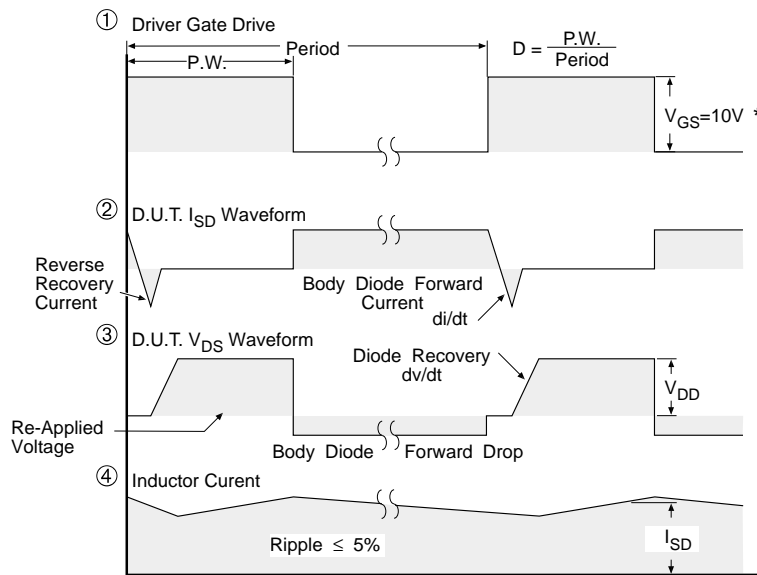 ① Driver Gate Drive
Period
P.W.
D = P.W. / Period
V_GS=10V *
② D.U.T. I_SD Waveform
Reverse
Recovery
Current
Body Diode Forward
Current
di/dt
③ D.U.T. V_DS Waveform
Diode Recovery
dv/dt
V_DD
Re-Applied
Voltage
Body Diode Forward Drop
④ Inductor Curent
Ripple ≤ 5%
I_SD